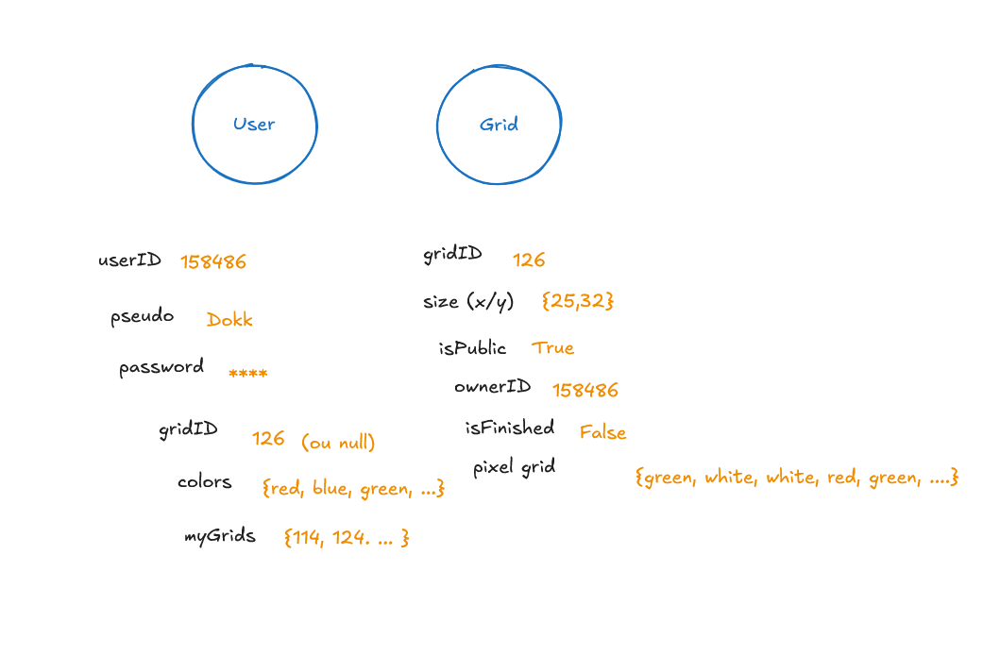 User
userID 158486
pseudo Dokk
password ****
gridID 126 (ou null)
colors {red, blue, green, ...}
myGrids {114, 124. ... }
Grid
gridID 126
size (x/y) {25,32}
isPublic True
ownerID 158486
isFinished False
pixel grid {green, white, white, red, green, ....}